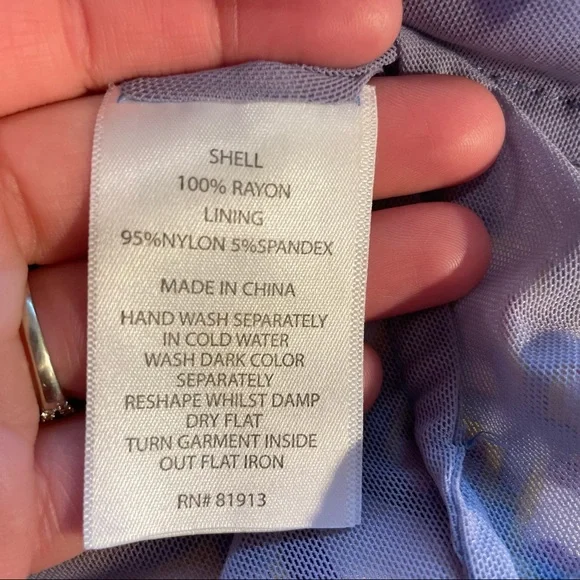 SHELL
100% RAYON
LINING
95%NYLON 5%SPANDEX
MADE IN CHINA
HAND WASH SEPARATELY
IN COLD WATER
WASH DARK COLOR
SEPARATELY
RESHAPE WHILST DAMP
DRY FLAT
TURN GARMENT INSIDE
OUT FLAT IRON
RN# 81913